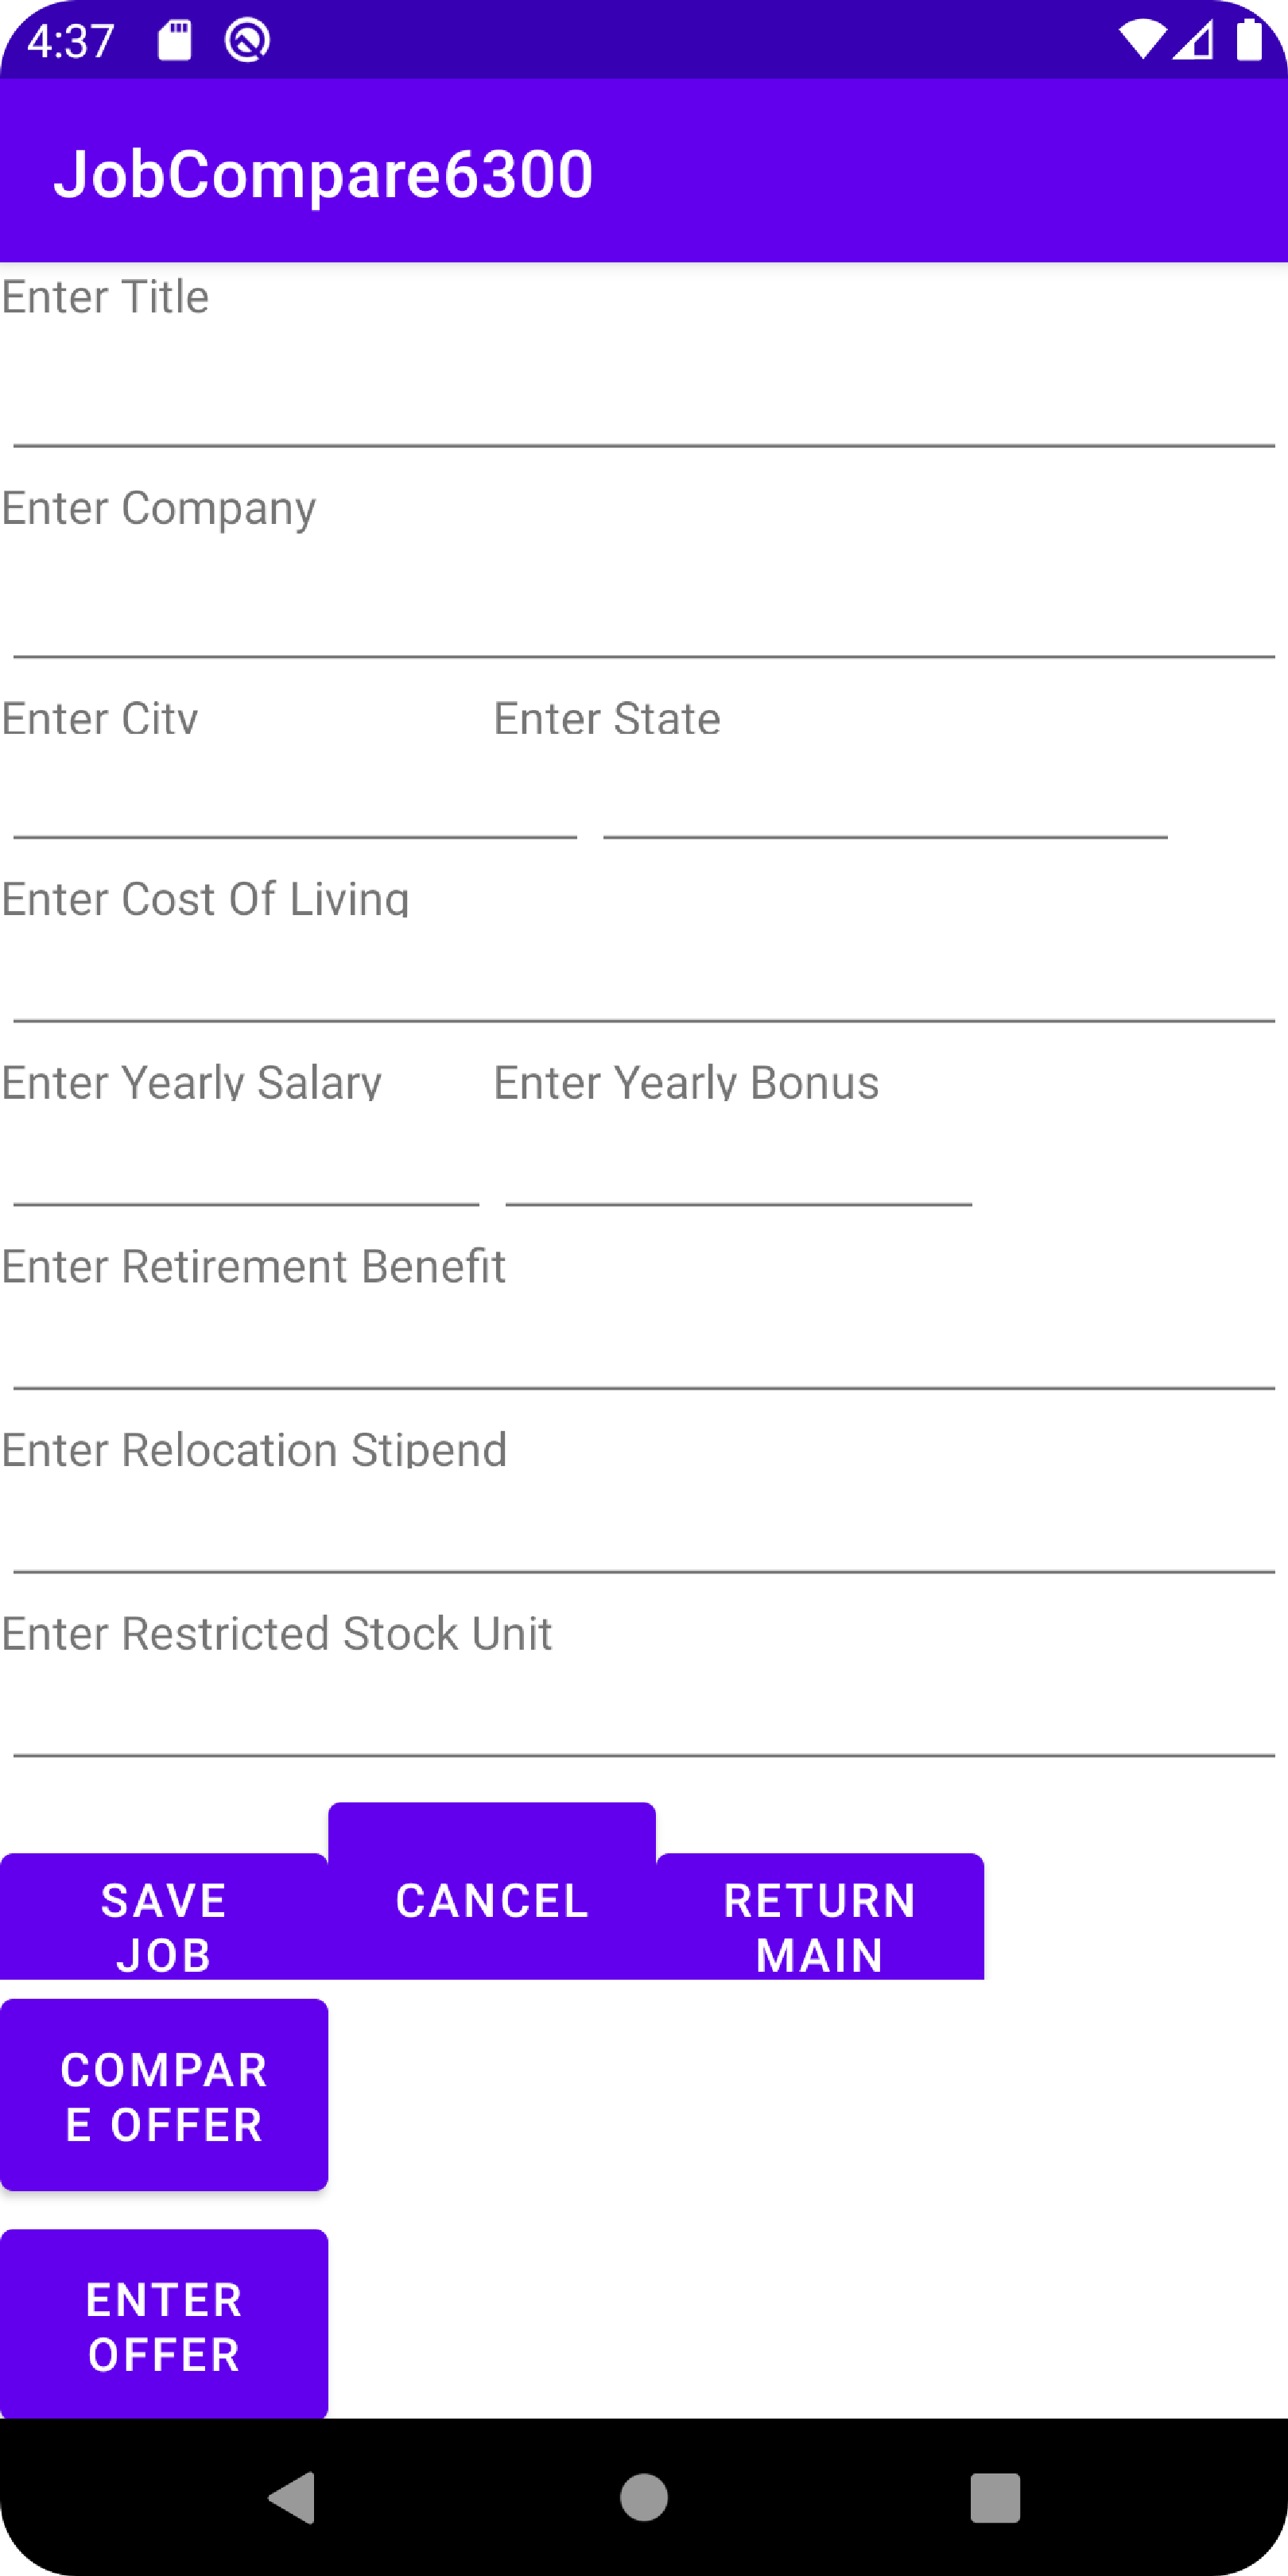 4:37
JobCompare6300
Enter Title
Enter Company
Enter City Enter State
Enter Cost Of Living
Enter Yearly Salary Enter Yearly Bonus
Enter Retirement Benefit
Enter Relocation Stipend
Enter Restricted Stock Unit
SAVE
JOB
CANCEL
RETURN
MAIN
COMPAR
E OFFER
ENTER
OFFER